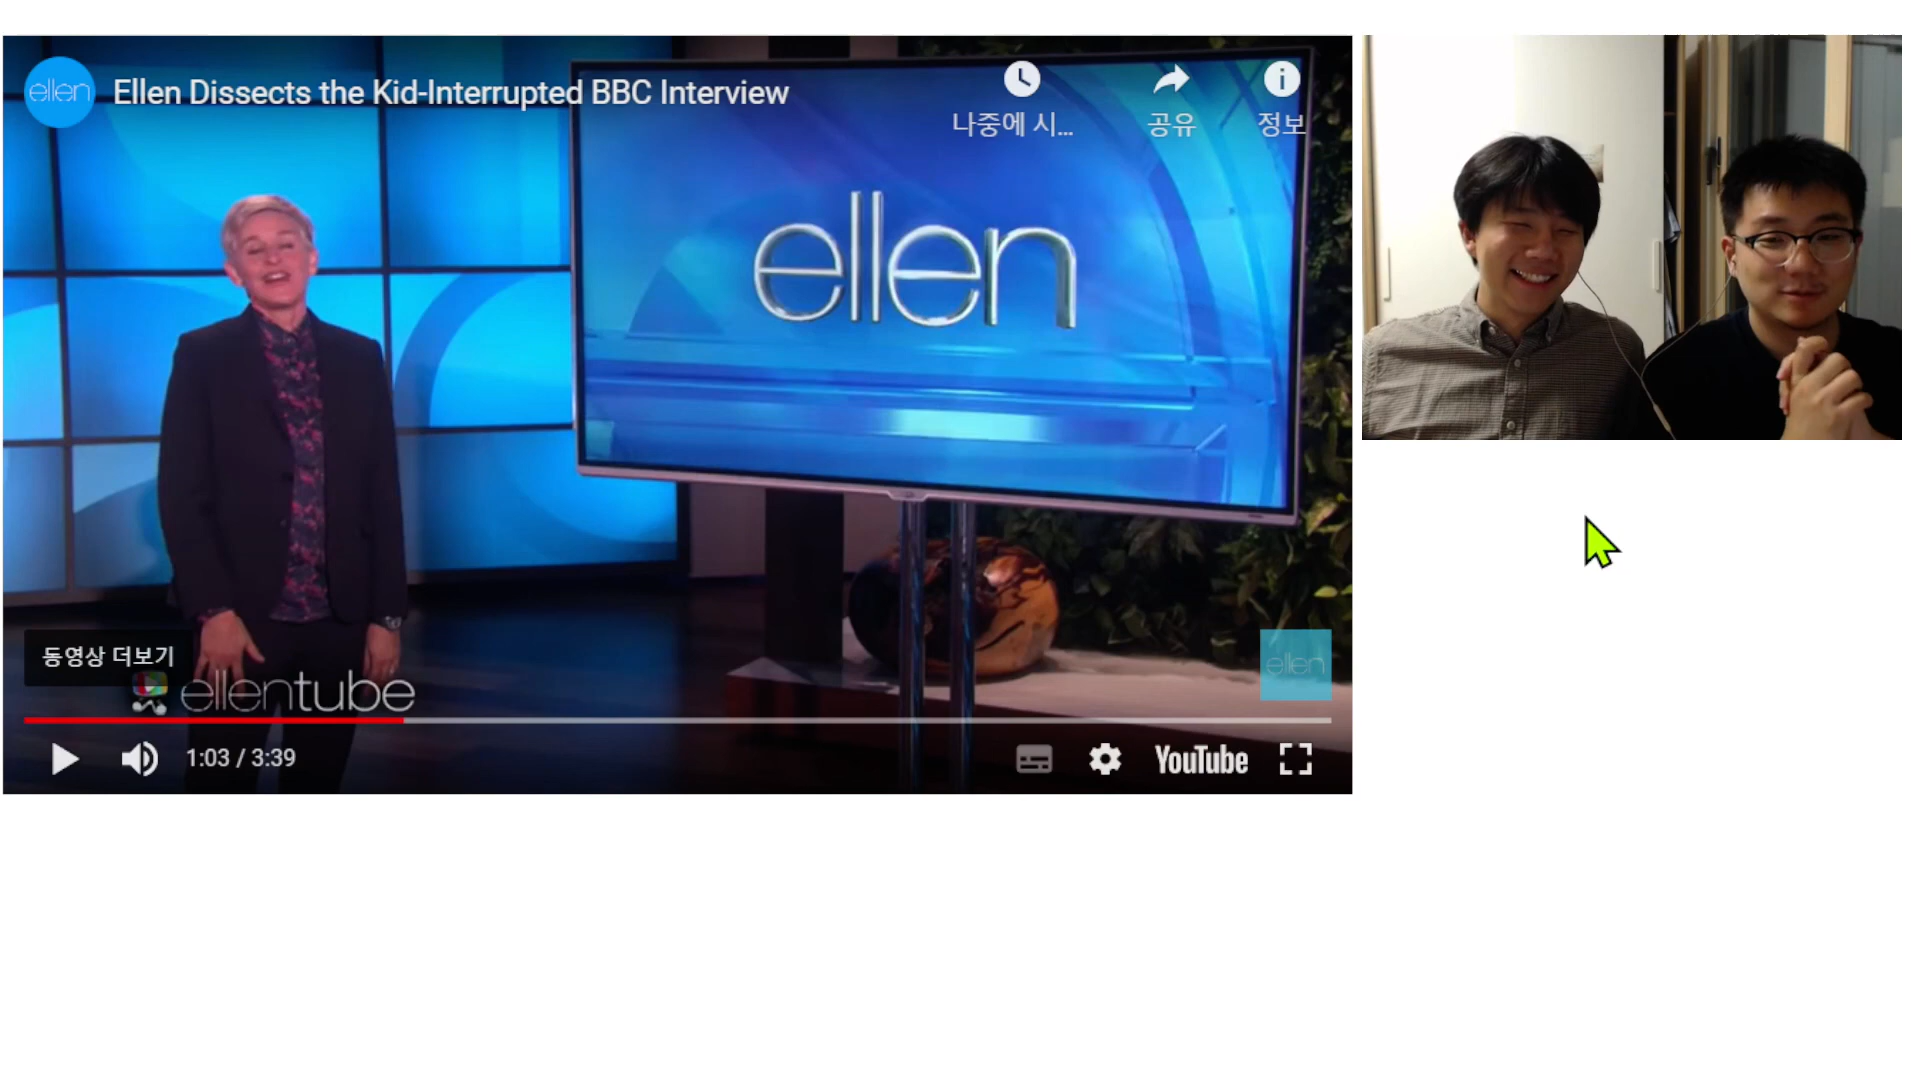 ellen
Ellen Dissects the Kid-Interrupted BBC Interview
나중에 시...
공유
정보
ellen
동영상 더보기
ellentube
ellen
1:03 / 3:39
YouTube